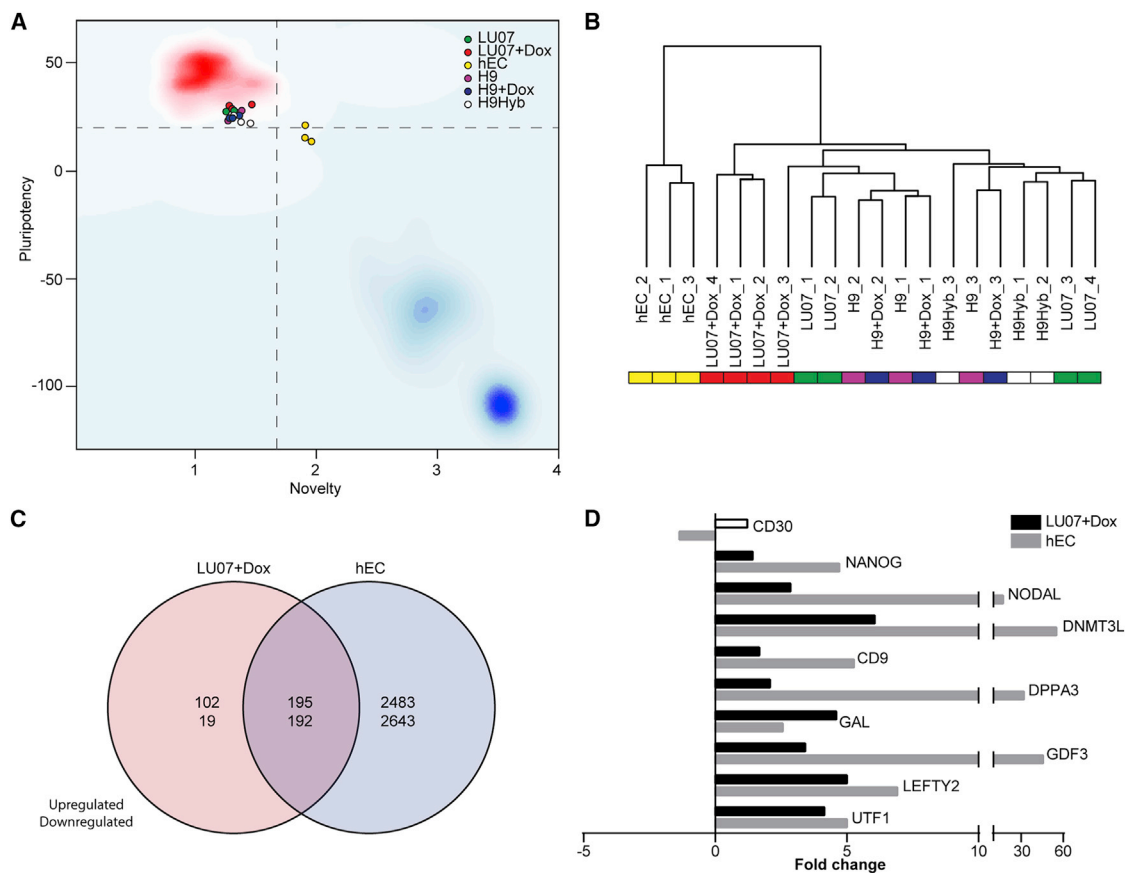 A
50
0
-50
-100
Pluripotency
1
2
3
4
Novelty
LU07
LU07+Dox
hEC
H9
H9+Dox
H9Hyb
B
hEC_2
hEC_1
hEC_3
LU07+Dox_4
LU07+Dox_1
LU07+Dox_2
LU07+Dox_3
LU07_1
LU07_2
H9_2
H9+Dox_2
H9_1
H9+Dox_1
H9Hyb_3
H9_3
H9+Dox_3
H9Hyb_1
H9Hyb_2
LU07_3
LU07_4
C
LU07+Dox
hEC
102
19
195
192
2483
2643
Upregulated
Downregulated
D
LU07+Dox
hEC
CD30
NANOG
NODAL
DNMT3L
CD9
DPPA3
GAL
GDF3
LEFTY2
UTF1
-5
0
5
10
30
60
Fold change